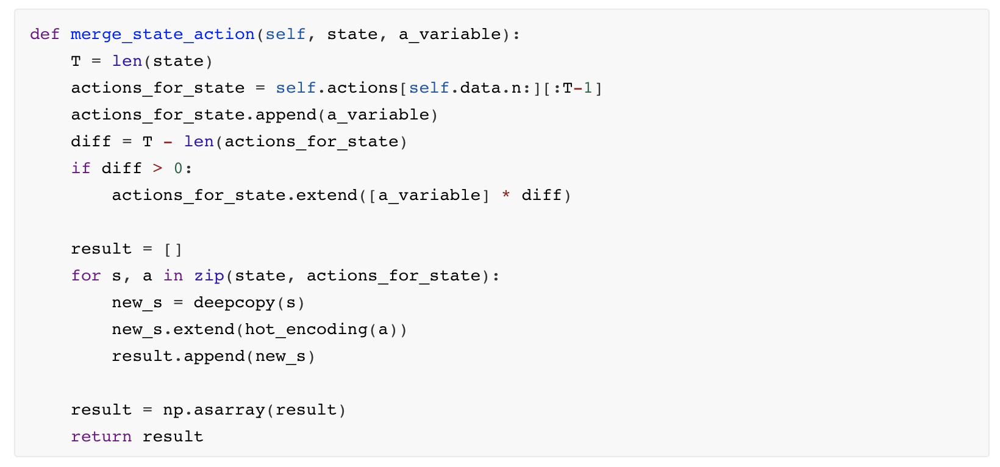 def merge_state_action(self, state, a_variable):
    T = len(state)
    actions_for_state = self.actions[self.data.n:][:T-1]
    actions_for_state.append(a_variable)
    diff = T - len(actions_for_state)
    if diff > 0:
        actions_for_state.extend([a_variable] * diff)

    result = []
    for s, a in zip(state, actions_for_state):
        new_s = deepcopy(s)
        new_s.extend(hot_encoding(a))
        result.append(new_s)

    result = np.asarray(result)
    return result